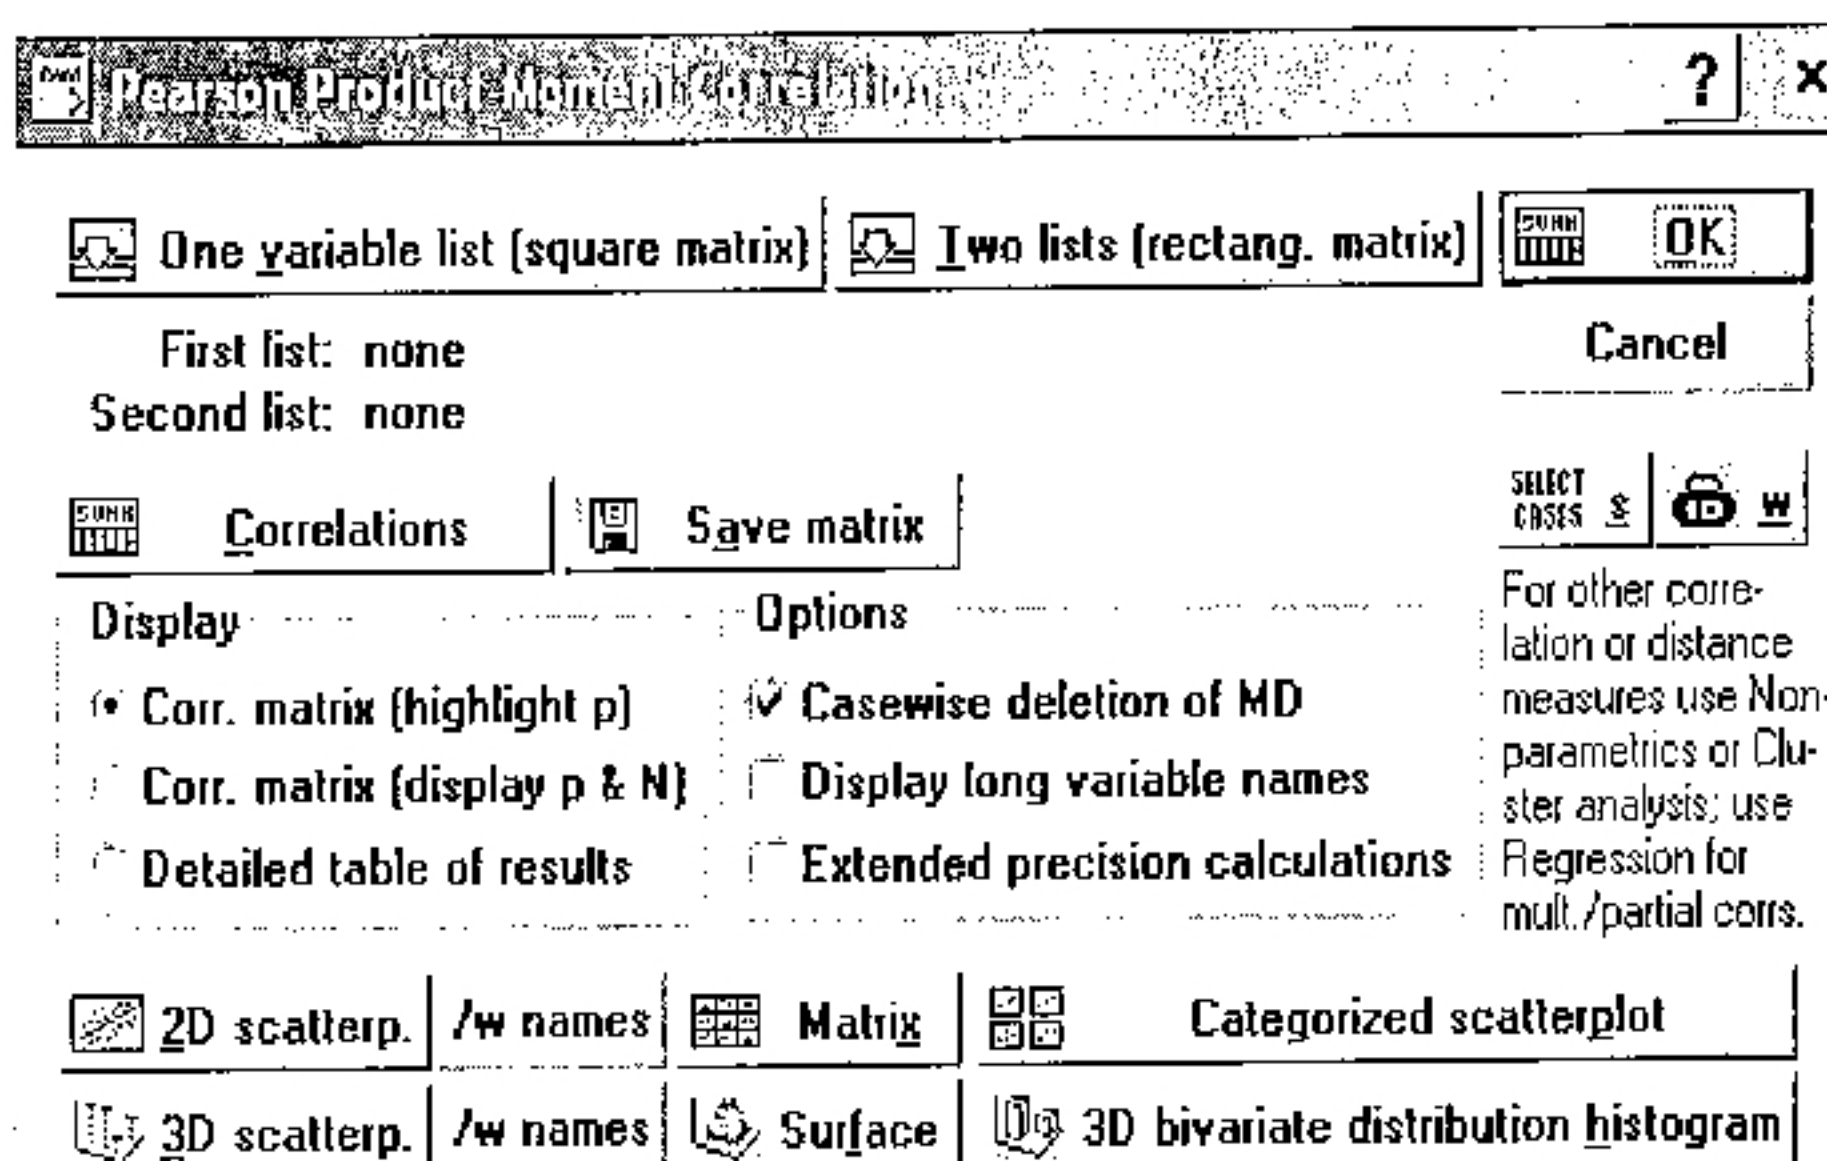 Pearson Product-Moment Correlation ? X
One variable list (square matrix) Two lists (rectang. matrix) OK
First list: none
Cancel
Second list: none
SELECT CASES S W
Correlations Save matrix
Display
Options
Corr. matrix (highlight p)
Casewise deletion of MD
Corr. matrix (display p & N)
Display long variable names
Detailed table of results
Extended precision calculations
For other corre-
lation or distance
measures use Non-
parametrics or Clu-
ster analysis; use
Regression for
mult./partial corrs.
2D scatterp. /w names Matrix Categorized scatterplot
3D scatterp. /w names Surface 3D bivariate distribution histogram